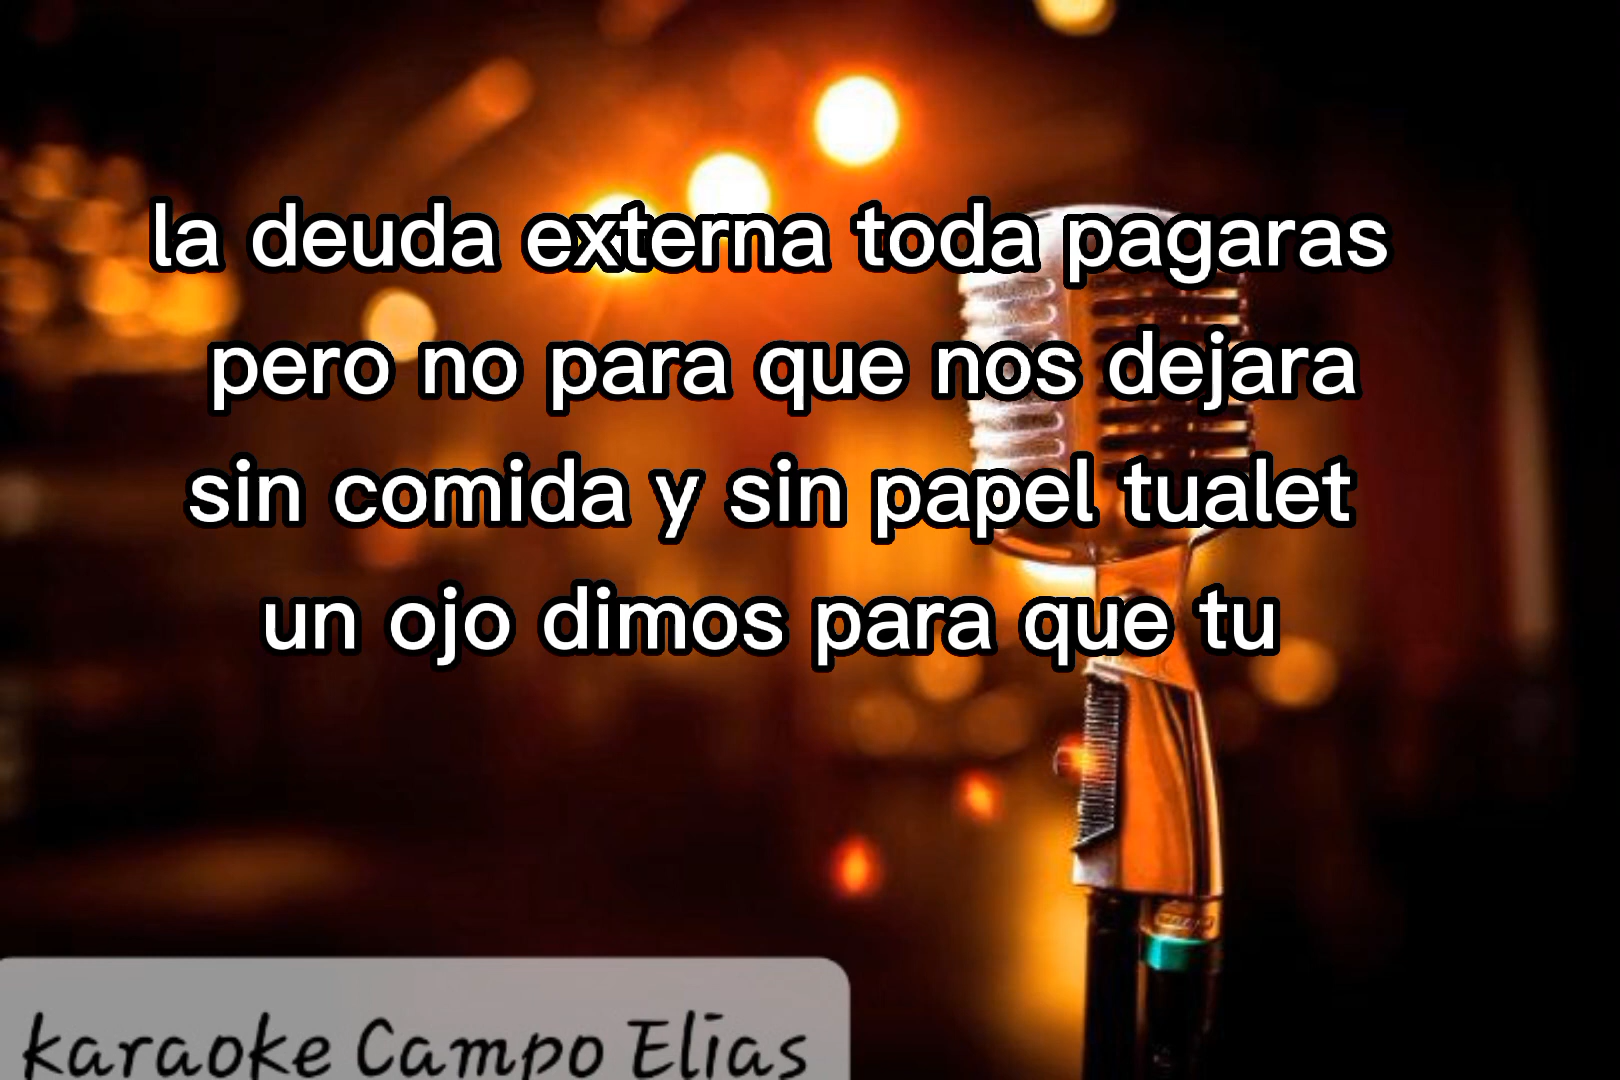 la deuda externa toda pagaras
pero no para que nos dejara
sin comida y sin papel tualet
un ojo dimos para que tu
karaoke Campo Elias